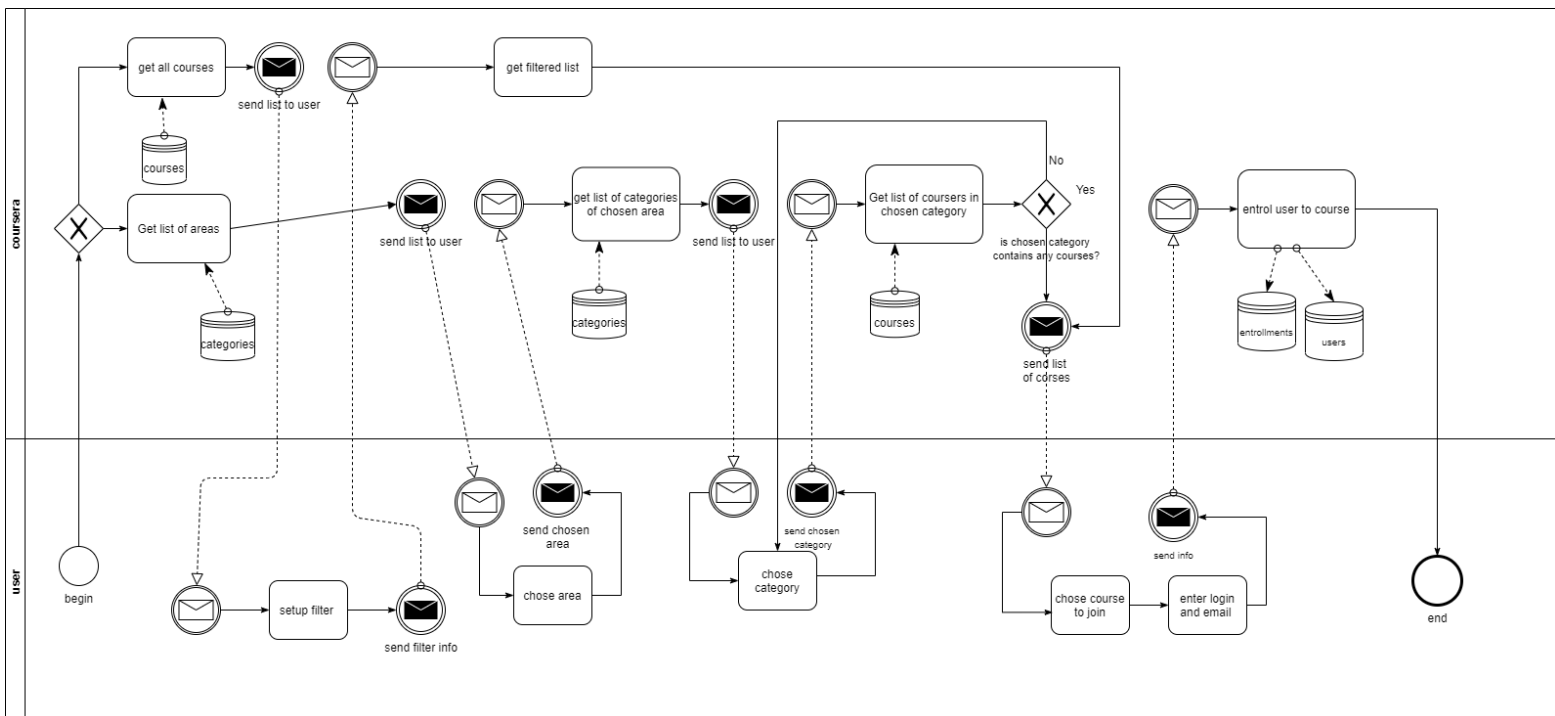 coursera
get all courses
send list to user
get filtered list
courses
Get list of areas
send list to user
categories
get list of categories
of chosen area
send list to user
categories
Get list of coursers in
chosen category
courses
No
Yes
is chosen category
contains any courses?
send list
of corses
entrol user to course
entrollments
users
user
begin
setup filter
send filter info
send chosen
area
chose area
send chosen
category
chose
category
chose course
to join
enter login
and email
send info
end